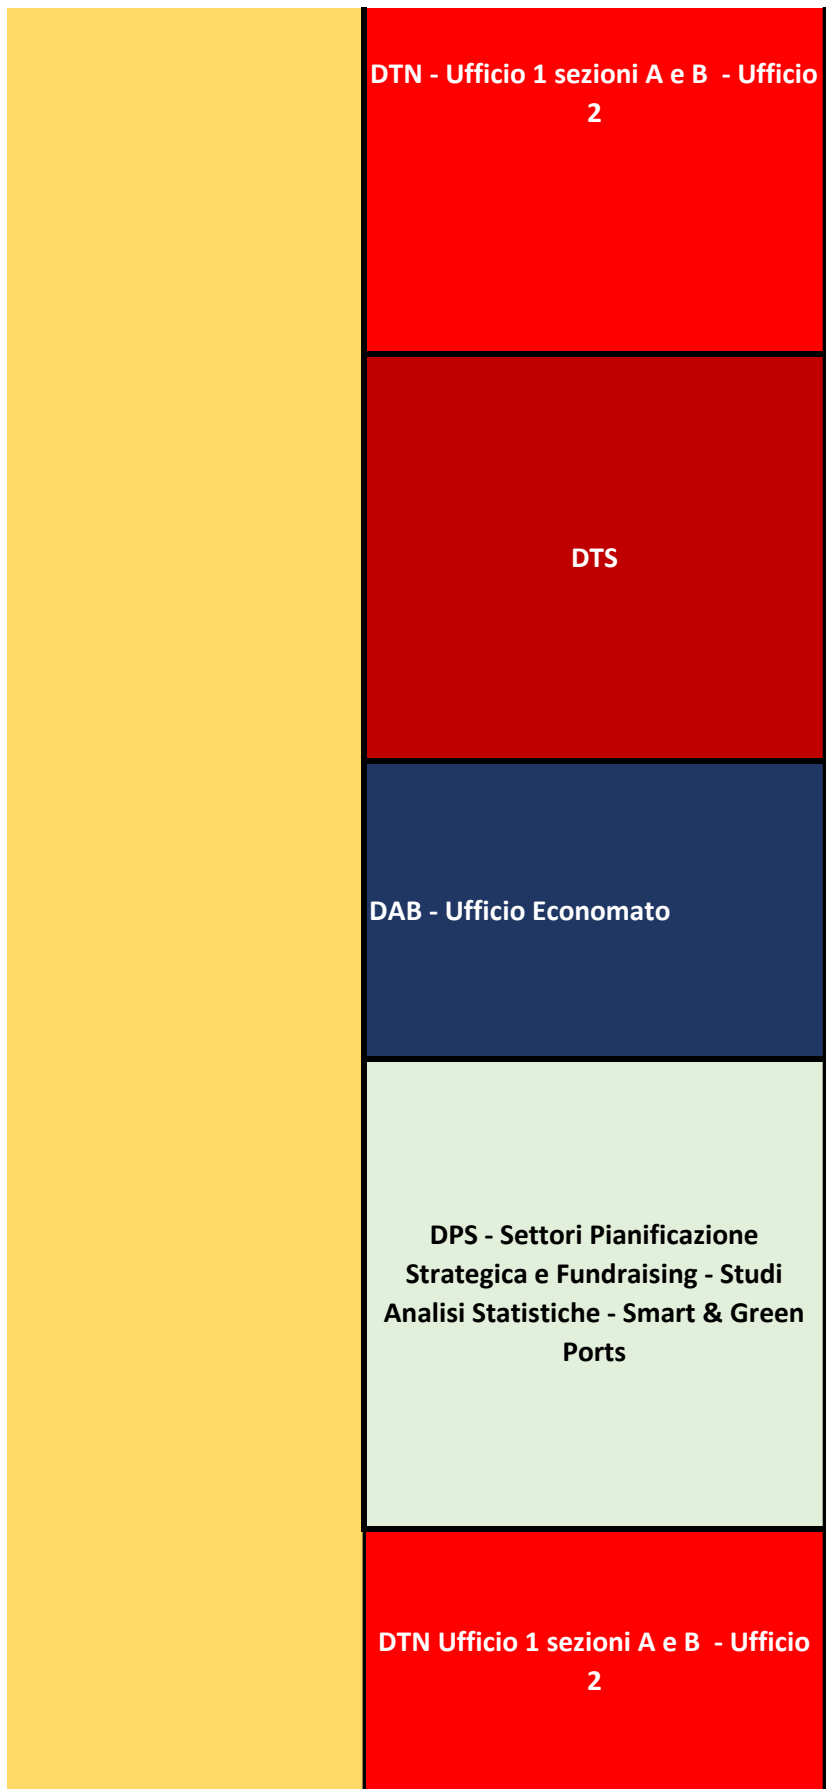 DTN - Ufficio 1 sezioni A e B  - Ufficio
2
DTS
DAB - Ufficio Economato
DPS - Settori Pianificazione
Strategica e Fundraising - Studi
Analisi Statistiche - Smart & Green
Ports
DTN Ufficio 1 sezioni A e B  - Ufficio
2